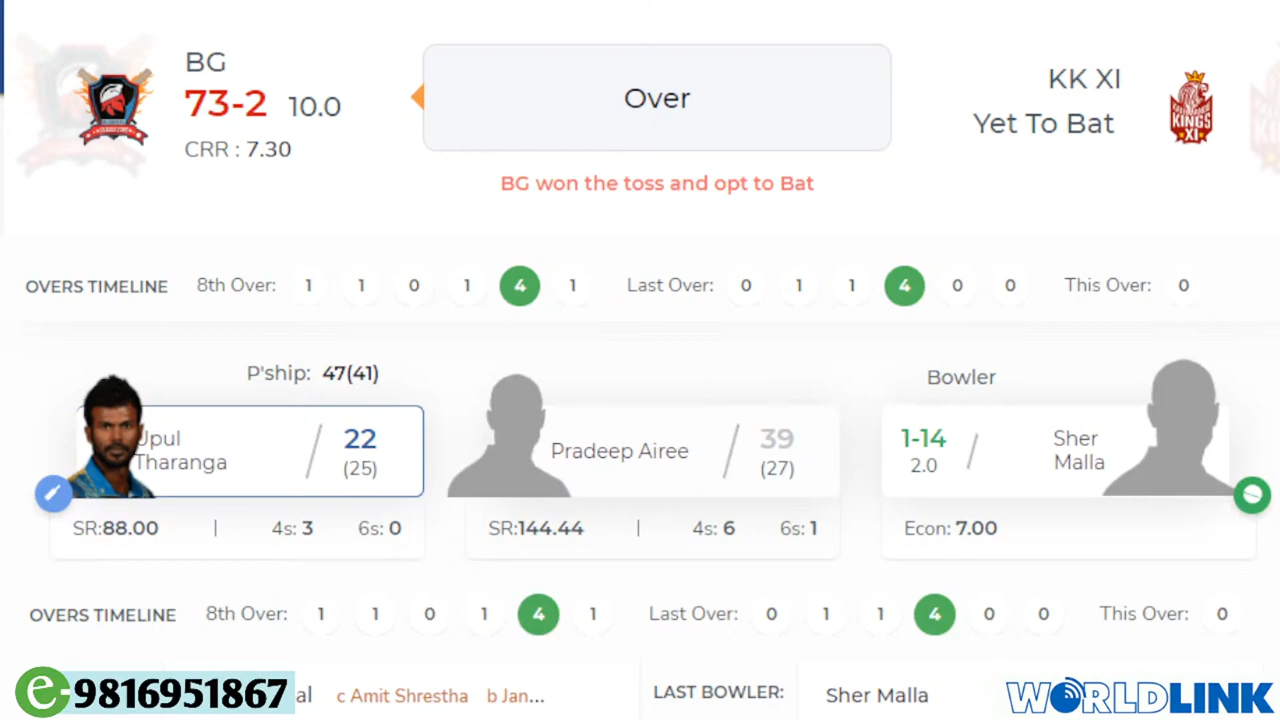 BG
73-2 10.0
CRR : 7.30
Over
KK XI
Yet To Bat
KINGS
XI
BG won the toss and opt to Bat
OVERS TIMELINE 8th Over: 1 1 0 1 4 1 Last Over: 0 1 1 4 0 0 This Over: 0
P'ship: 47(41)
Upul
Tharanga
22
(25)
SR:88.00 | 4s: 3 6s: 0
Pradeep Airee
39
(27)
SR:144.44 | 4s: 6 6s: 1
Bowler
1-14
2.0
Sher
Malla
Econ: 7.00
OVERS TIMELINE 8th Over: 1 1 0 1 4 1 Last Over: 0 1 1 4 0 0 This Over: 0
e-9816951867 al c Amit Shrestha b Jan... LAST BOWLER: Sher Malla
WORLDLINK